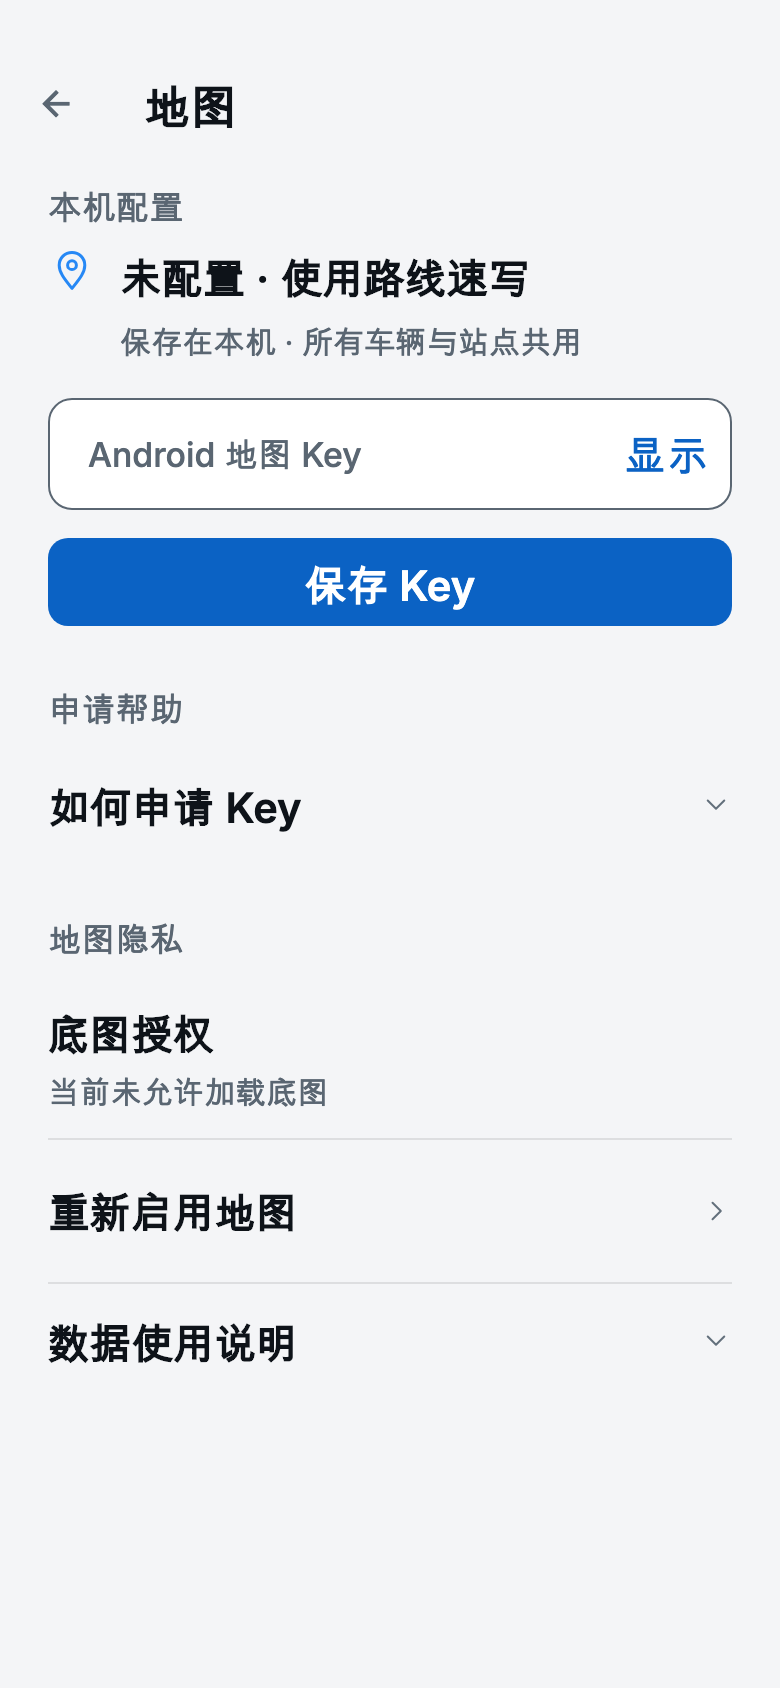 地图
本机配置
未配置 · 使用路线速写
保存在本机 · 所有车辆与站点共用
Android 地图 Key
显示
保存 Key
申请帮助
如何申请 Key
地图隐私
底图授权
当前未允许加载底图
重新启用地图
数据使用说明